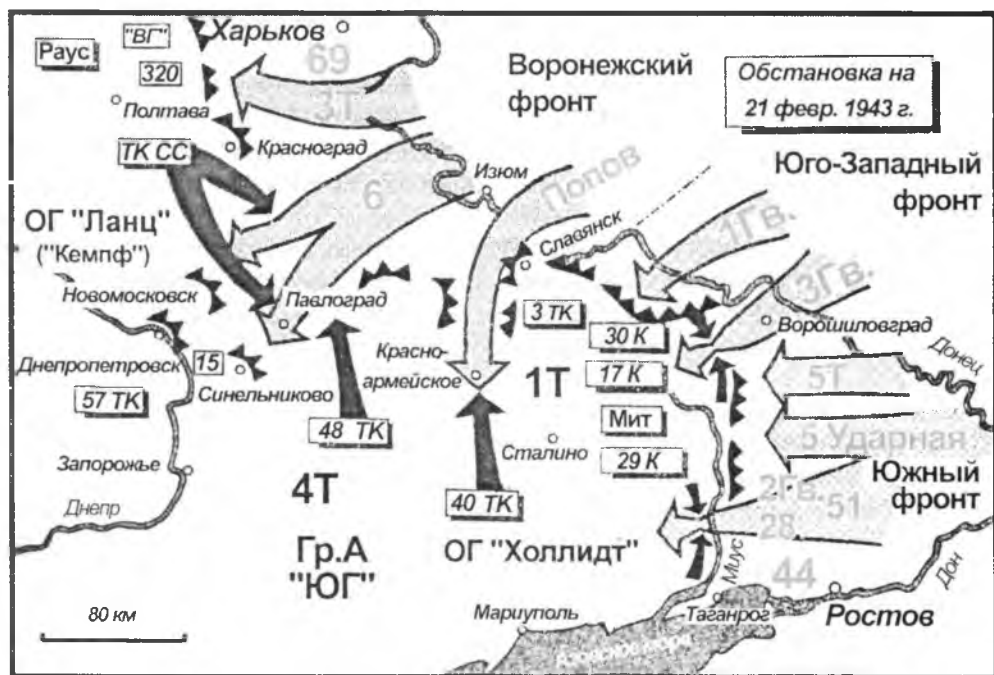 "ВГ"
Харьков
Раус
320
69
3Т
Полтава
Воронежский
фронт
Обстановка на
21 февр. 1943 г.
ТК СС
Красноград
Изюм
Попов
Юго-Западный
фронт
6
ОГ "Ланц"
("Кемпф")
Славянск
1Гв.
3Гв.
Новомосковск
Павлоград
3 ТК
30 К
Ворошиловград
Донец
Днепропетровск
15
Красно-
армейское
1Т
17 К
5Т
57 ТК
Синельниково
48 ТК
Мит
5 Ударная
Сталино
29 К
Запорожье
4Т
40 ТК
2Гв.
51
Южный
фронт
28
Днепр
Гр.А
"ЮГ"
ОГ "Холлидт"
Миус
44
Дон
80 км
Мариуполь
Таганрог
Ростов
Азовское море